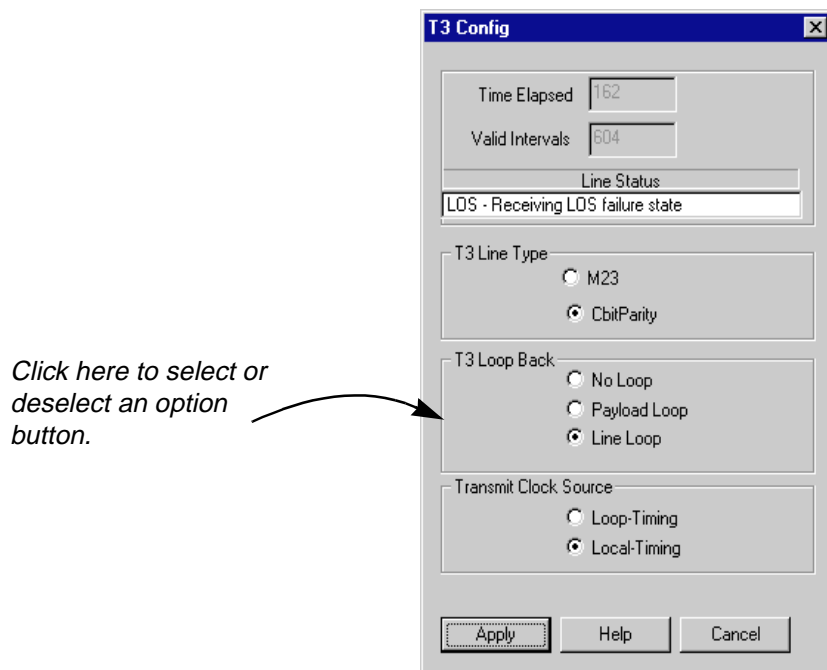 T3 Config
Time Elapsed 162
Valid Intervals 604
Line Status
LOS - Receiving LOS failure state
T3 Line Type
M23
CbitParity
Click here to select or
deselect an option
button.
T3 Loop Back
No Loop
Payload Loop
Line Loop
Transmit Clock Source
Loop-Timing
Local-Timing
Apply Help Cancel